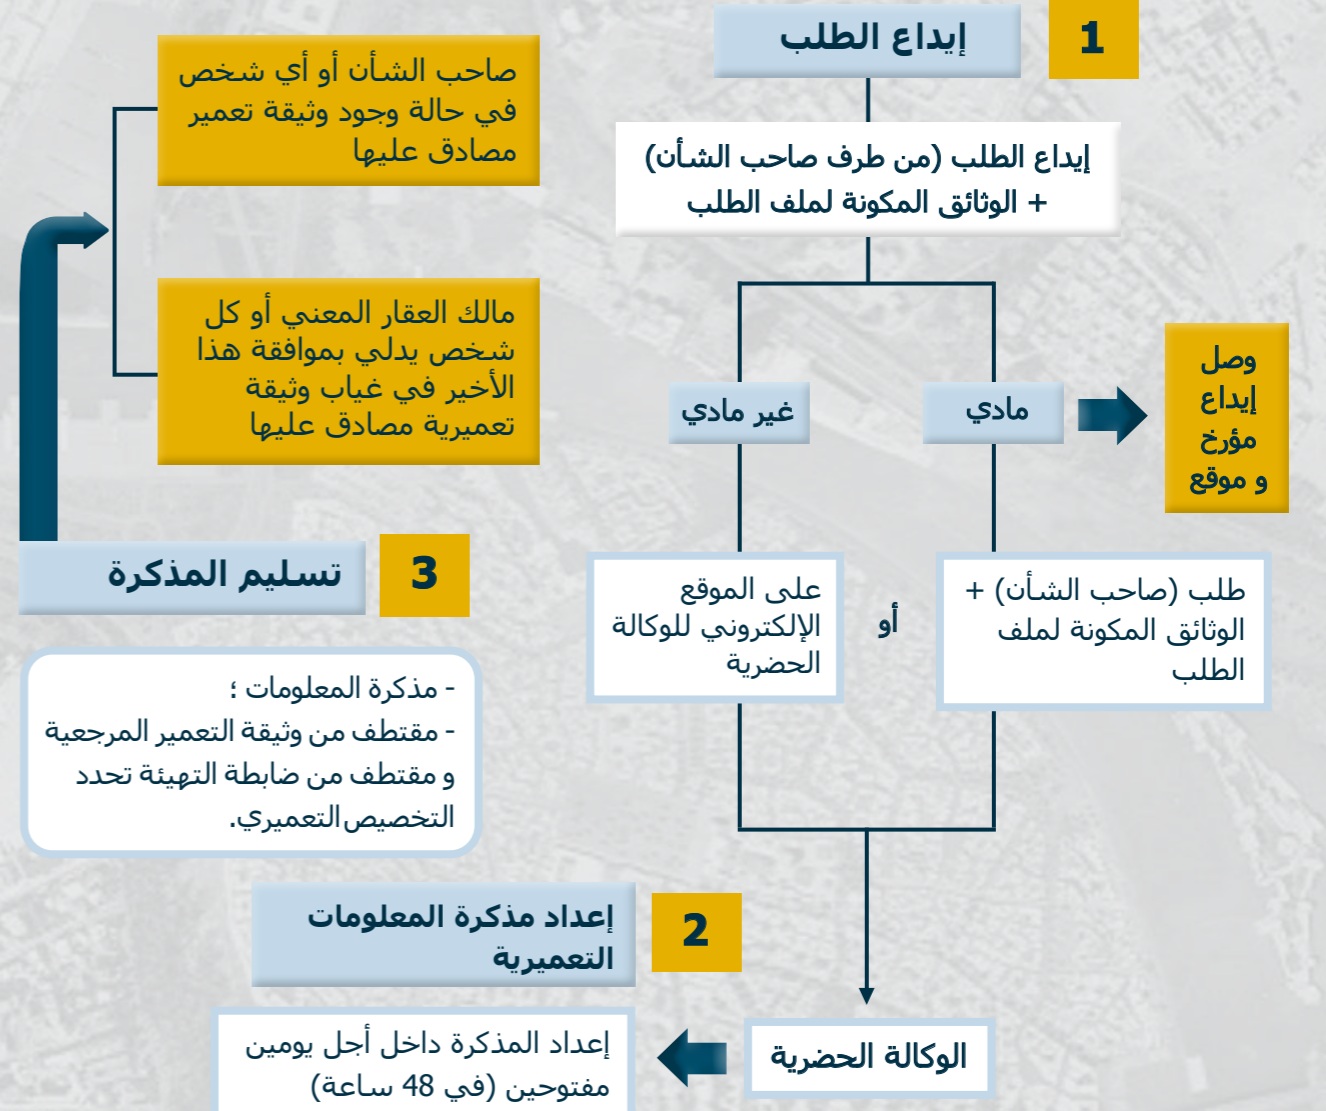 1
إيداع الطلب
إيداع الطلب (من طرف صاحب الشأن)
+ الوثائق المكونة لملف الطلب
مادي
غير مادي
وصل
إيداع
مؤرخ
و موقع
طلب (صاحب الشأن) +
الوثائق المكونة لملف
الطلب
أو
على الموقع
الإلكتروني للوكالة
الحضرية
الوكالة الحضرية
2
إعداد مذكرة المعلومات
التعميرية
إعداد المذكرة داخل أجل يومين
مفتوحين (في 48 ساعة)
3
تسليم المذكرة
- مذكرة المعلومات ؛
- مقتطف من وثيقة التعمير المرجعية
و مقتطف من ضابطة التهيئة تحدد
التخصيص التعميري.
صاحب الشأن أو أي شخص
في حالة وجود وثيقة تعمير
مصادق عليها
مالك العقار المعني أو كل
شخص يدلي بموافقة هذا
الأخير في غياب وثيقة
تعميرية مصادق عليها